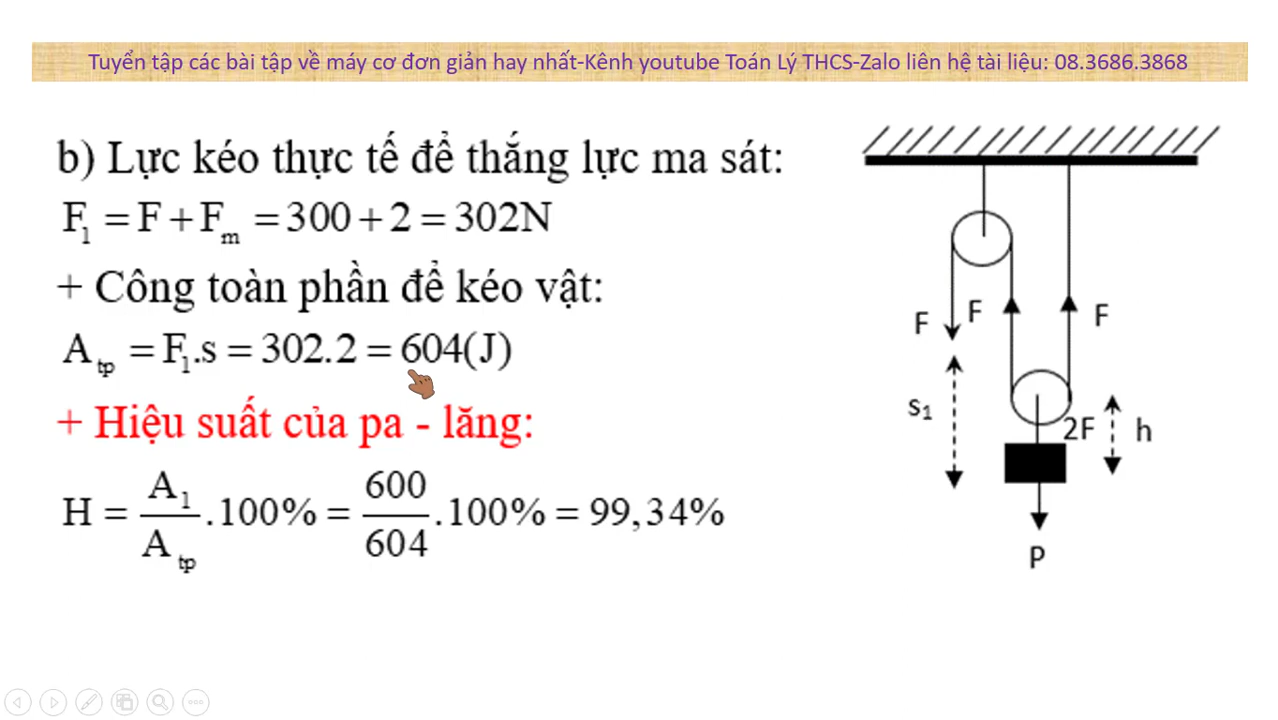 Tuyển tập các bài tập về máy cơ đơn giản hay nhất-Kênh youtube Toán Lý THCS-Zalo liên hệ tài liệu: 08.3686.3868
b) Lực kéo thực tế để thắng lực ma sát:
F₁ = F + Fₘ = 300 + 2 = 302N
+ Công toàn phần để kéo vật:
A_tp = F₁.s = 302.2 = 604(J)
+ Hiệu suất của pa - lăng:
H = A₁/A_tp .100% = 600/604 .100% = 99,34%
F F F
s₁
2F h
P